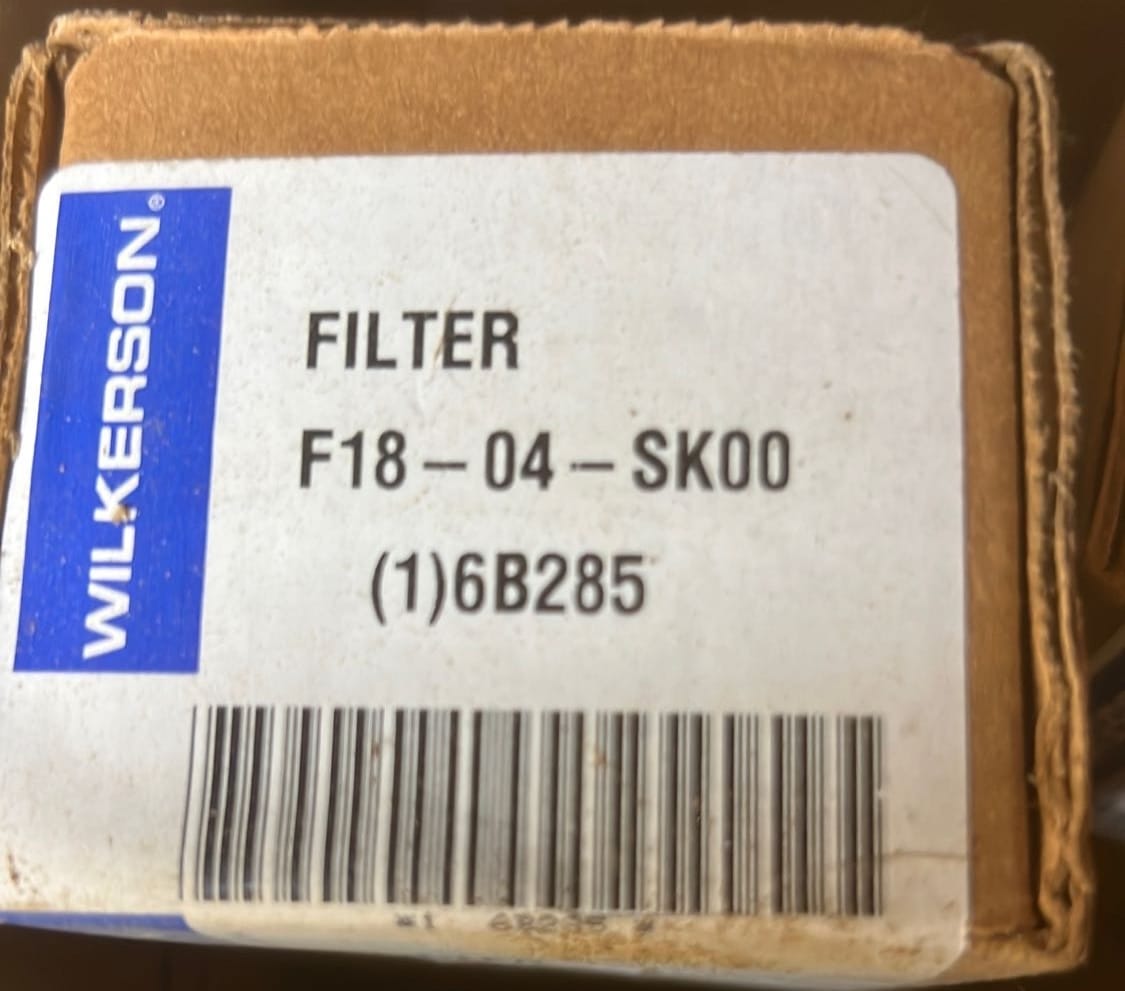 WILKERSON®
FILTER
F18-04-SK00
(1)6B285